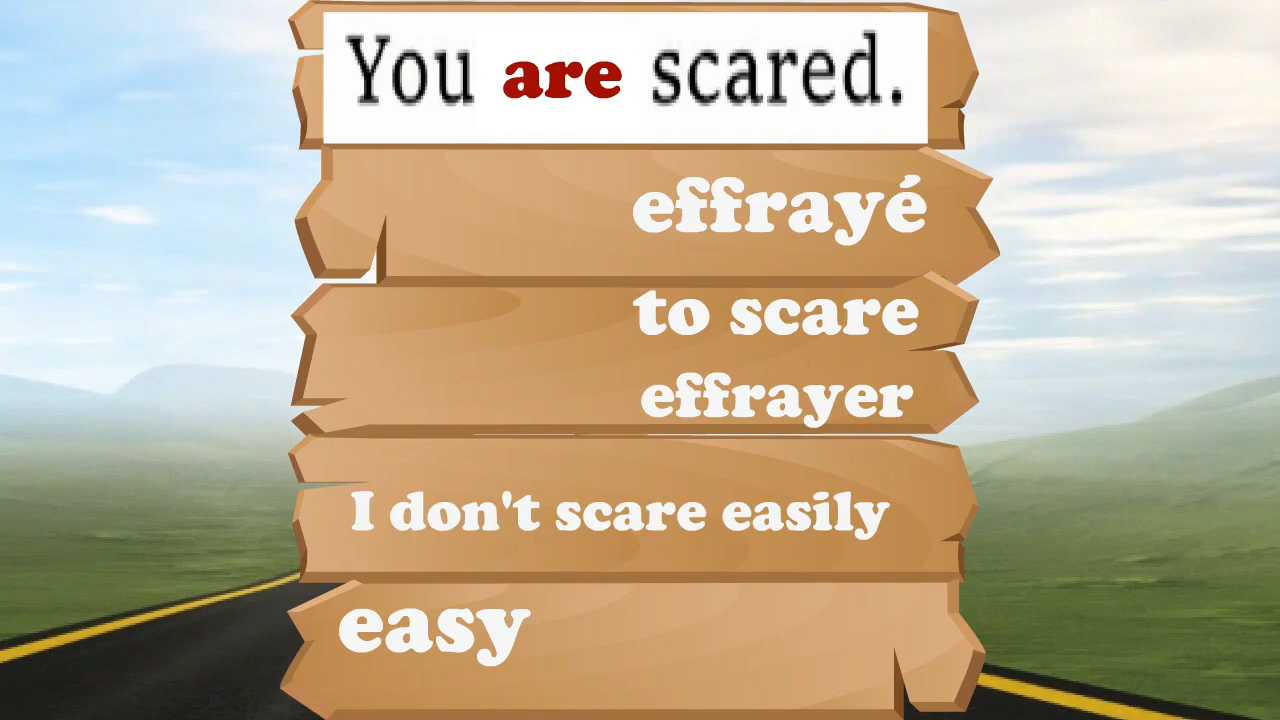 You are scared.
effrayé
to scare
effrayer
I don't scare easily
easy